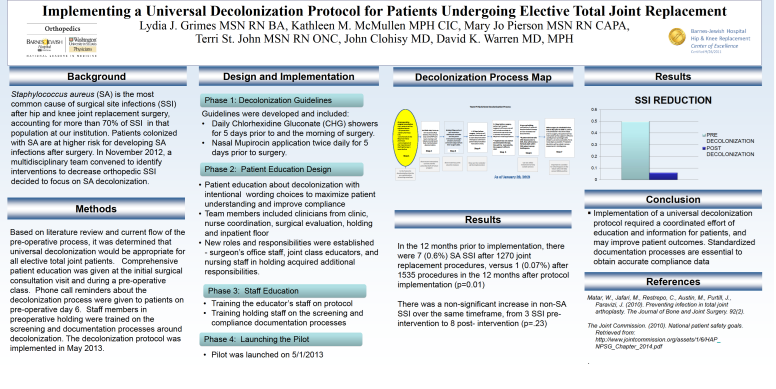 Implementing a Universal Decolonization Protocol for Patients Undergoing Elective Total Joint Replacement
Lydia J. Grimes MSN RN BA, Kathleen M. McMullen MPH CIC, Mary Jo Pierson MSN RN CAPA,
Terri St. John MSN RN ONC, John Clohisy MD, David K. Warren MD, MPH
Orthopedics
BARNES-JEWISH
Hospital
Washington
Physicians
NATIONAL LEADERS IN MEDICINE
Barnes-Jewish Hospital
Hip & Knee Replacement
Center of Excellence
Background
Staphylococcus aureus (SA) is the most
common cause of surgical site infections (SSI)
after hip and knee joint replacement surgery,
accounting for more than 70% of SSI in that
population at our institution. Patients colonized
with SA are at higher risk for developing SA
infections after surgery. In November 2012, a
multidisciplinary team convened to identify
interventions to decrease orthopedic SSI
decided to focus on SA decolonization.
Methods
Based on literature review and current flow of the
pre-operative process, it was determined that
universal decolonization would be appropriate for
all elective total joint patients. Comprehensive
patient education was given at the initial surgical
consultation visit and during a pre-operative
class. Phone call reminders about the
decolonization process were given to patients on
pre-operative day 6. Staff members in
preoperative holding were trained on the
screening and documentation processes around
decolonization. The decolonization protocol was
implemented in May 2013.
Design and Implementation
Phase 1: Decolonization Guidelines
Guidelines were developed and included:
• Daily Chlorhexidine Gluconate (CHG) showers
for 5 days prior to and the morning of surgery.
• Nasal Mupirocin application twice daily for 5
days prior to surgery.
Phase 2: Patient Education Design
• Patient education about decolonization with
intentional wording choices to maximize patient
understanding and improve compliance
• Team members included clinicians from clinic,
nurse coordination, surgical evaluation, holding
and inpatient floor
• New roles and responsibilities were established
- surgeon's office staff, joint class educators, and
nursing staff in holding acquired additional
responsibilities.
Phase 3: Staff Education
• Training the educator's staff on protocol
• Training holding staff on the screening and
compliance documentation processes
Phase 4: Launching the Pilot
• Pilot was launched on 5/1/2013
Decolonization Process Map
Results
In the 12 months prior to implementation, there
were 7 (0.6%) SA SSI after 1270 joint
replacement procedures, versus 1 (0.07%) after
1535 procedures in the 12 months after protocol
implementation (p=0.01)
There was a non-significant increase in non-SA
SSI over the same timeframe, from 3 SSI pre-
intervention to 8 post- intervention (p=.23)
Results
SSI REDUCTION
0.6
0.5
0.4
0.3
0.2
0.1
0
PRE
DECOLONIZATION
POST
DECOLONIZATION
Conclusion
▪ Implementation of a universal decolonization
protocol required a coordinated effort of
education and information for patients, and
may improve patient outcomes. Standardized
documentation processes are essential to
obtain accurate compliance data
References
Matar, W., Jafari, M., Restrepo, C., Austin, M., Purtill, J.,
Paravizi, J. (2010). Preventing infection in total joint
arthoplasty. The Journal of Bone and Joint Surgery. 92(2).
The Joint Commission. (2010). National patient safety goals.
Retrieved from:
http://www.jointcommission.org/assets/1/6/HAP_
NPSG_Chapter_2014.pdf